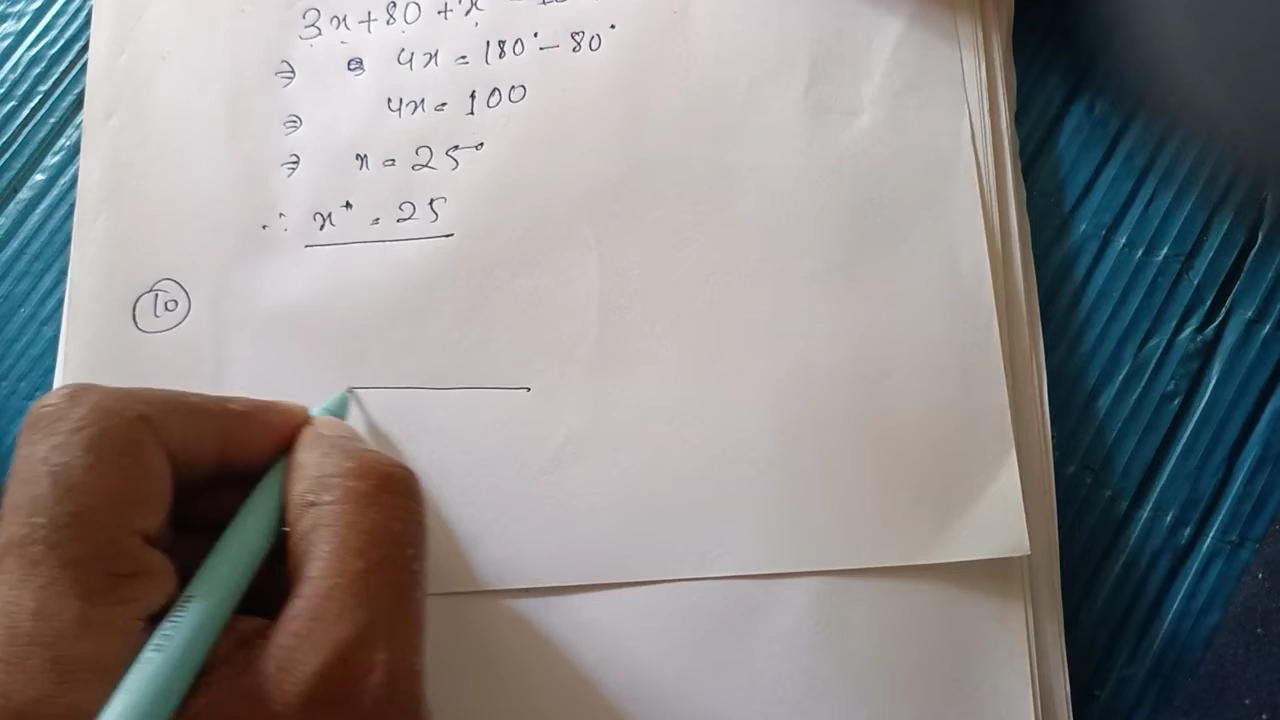 3x+80+x
⇒ 4x = 180°-80°
⇒ 4x = 100
⇒ x = 25°
∴ x° = 25
10